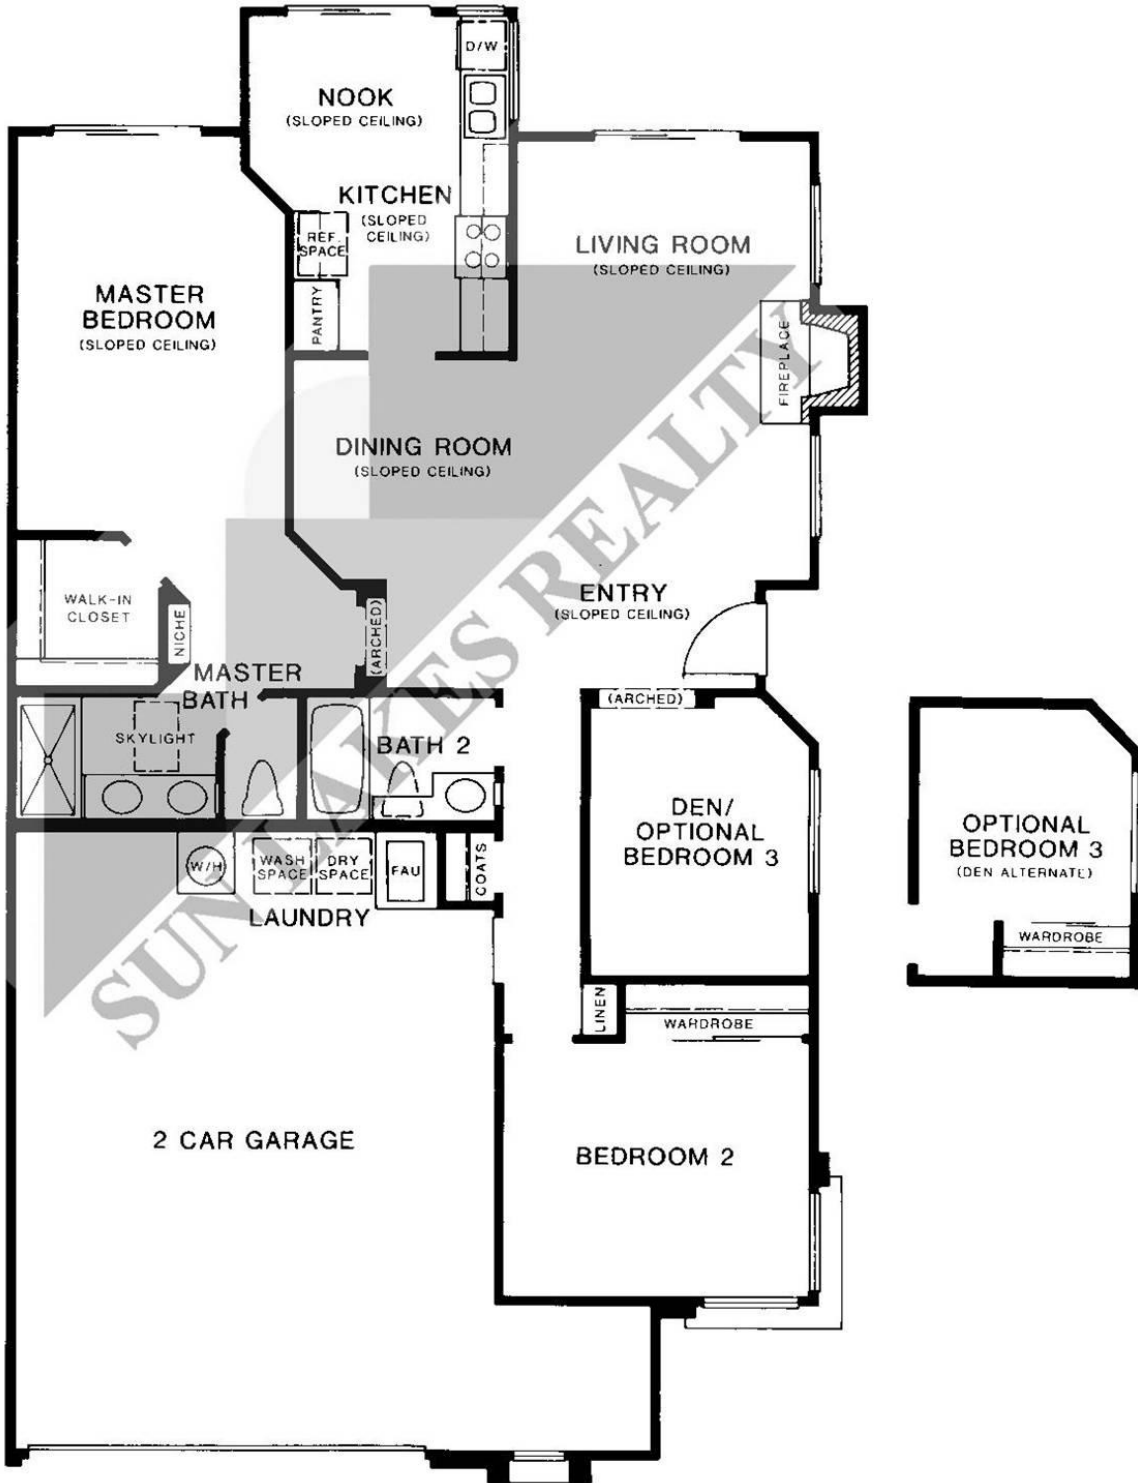 D/W
NOOK
(SLOPED CEILING)
KITCHEN
(SLOPED
CEILING)
REF.
SPACE
PANTRY
LIVING ROOM
(SLOPED CEILING)
MASTER
BEDROOM
(SLOPED CEILING)
FIREPLACE
DINING ROOM
(SLOPED CEILING)
ENTRY
(SLOPED CEILING)
WALK-IN
CLOSET
NICHE
(ARCHED)
MASTER
BATH
SKYLIGHT
(ARCHED)
BATH 2
DEN/
OPTIONAL
BEDROOM 3
OPTIONAL
BEDROOM 3
(DEN ALTERNATE)
WARDROBE
W/H
WASH
SPACE
DRY
SPACE
FAU
COATS
LAUNDRY
LINEN
WARDROBE
2 CAR GARAGE
BEDROOM 2
SUN LAKES REALTY